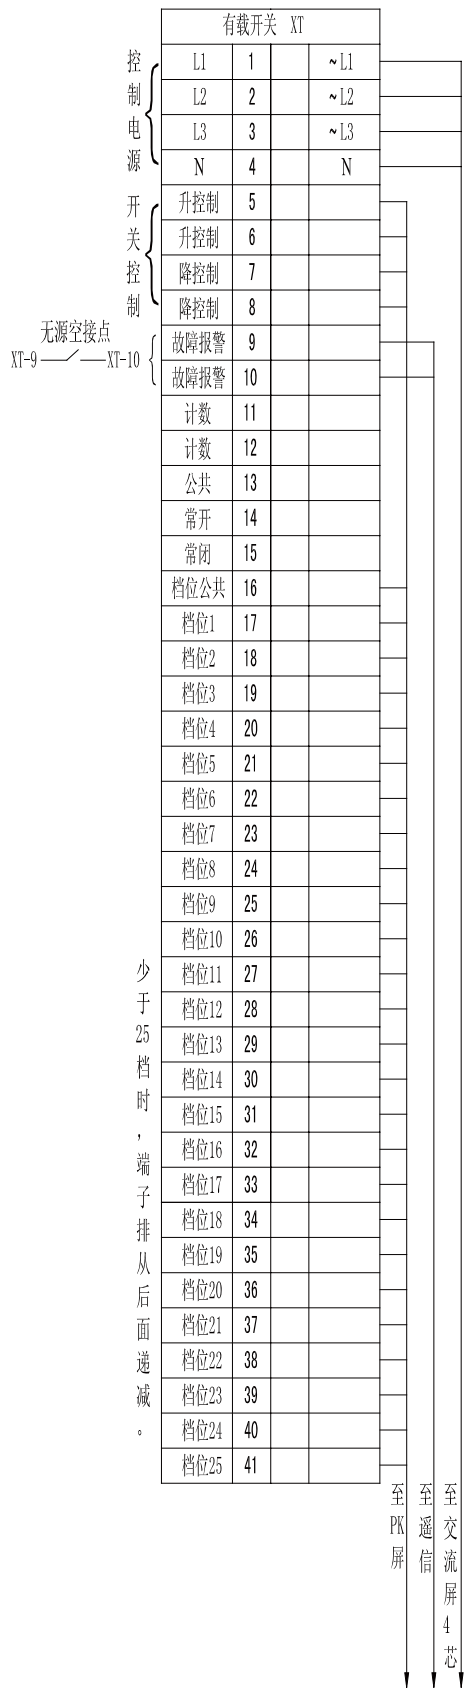 有载开关 XT
控制电源
L1 1 ~L1
L2 2 ~L2
L3 3 ~L3
N 4 N
开关控制
升控制 5
升控制 6
降控制 7
降控制 8
无源空接点
XT-9 XT-10
故障报警 9
故障报警 10
计数 11
计数 12
公共 13
常开 14
常闭 15
档位公共 16
档位1 17
档位2 18
档位3 19
档位4 20
档位5 21
档位6 22
档位7 23
档位8 24
档位9 25
档位10 26
档位11 27
档位12 28
档位13 29
档位14 30
档位15 31
档位16 32
档位17 33
档位18 34
档位19 35
档位20 36
档位21 37
档位22 38
档位23 39
档位24 40
档位25 41
少于25档时，端子排从后面递减。
至PK屏
至遥信
至交流屏4芯